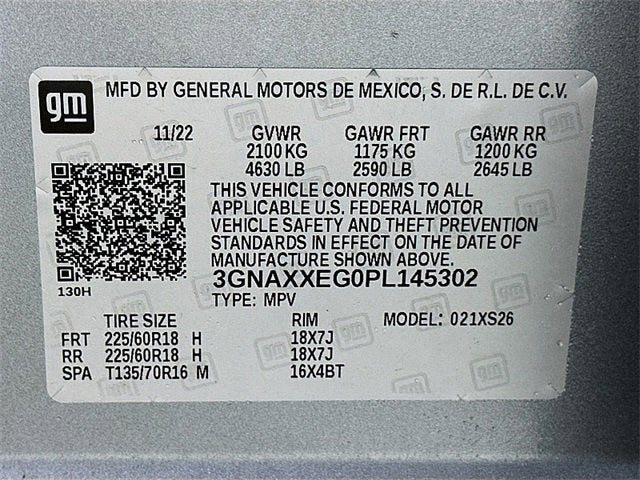 gm MFD BY GENERAL MOTORS DE MEXICO, S. DE R.L. DE C.V.
11/22 GVWR GAWR FRT GAWR RR
2100 KG 1175 KG 1200 KG
4630 LB 2590 LB 2645 LB
THIS VEHICLE CONFORMS TO ALL
APPLICABLE U.S. FEDERAL MOTOR
VEHICLE SAFETY AND THEFT PREVENTION
STANDARDS IN EFFECT ON THE DATE OF
MANUFACTURE SHOWN ABOVE.
130H 3GNAXXEG0PL145302
TYPE: MPV
TIRE SIZE RIM MODEL: 021XS26
FRT 225/60R18 H 18X7J
RR 225/60R18 H 18X7J
SPA T135/70R16 M 16X4BT